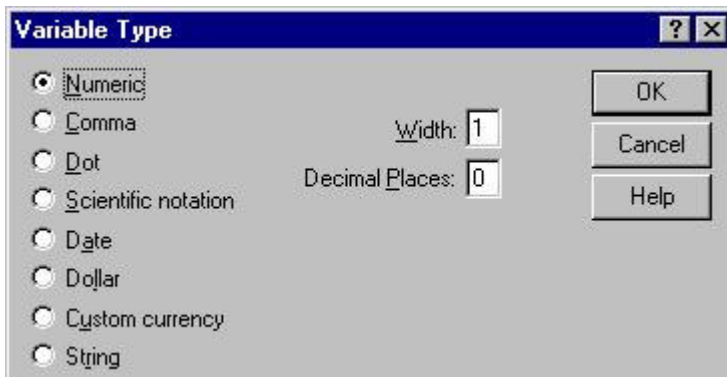 Variable Type ? X
Numeric
Comma
Dot
Scientific notation
Date
Dollar
Custom currency
String
Width: 1
Decimal Places: 0
OK
Cancel
Help